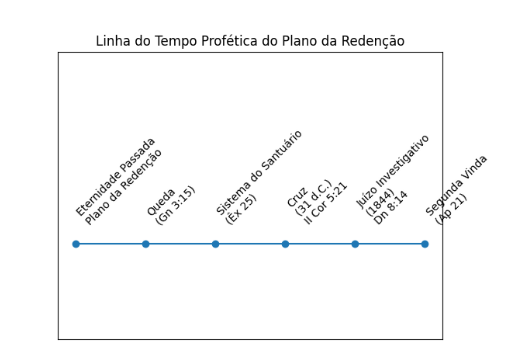 Linha do Tempo Profética do Plano da Redenção
Eternidade Passada
Plano da Redenção
Queda
(Gn 3:15)
Sistema do Santuário
(Êx 25)
Cruz
(31 d.C.)
II Cor 5:21
Juízo Investigativo
(1844)
Dn 8:14
Segunda Vinda
(Ap 21)